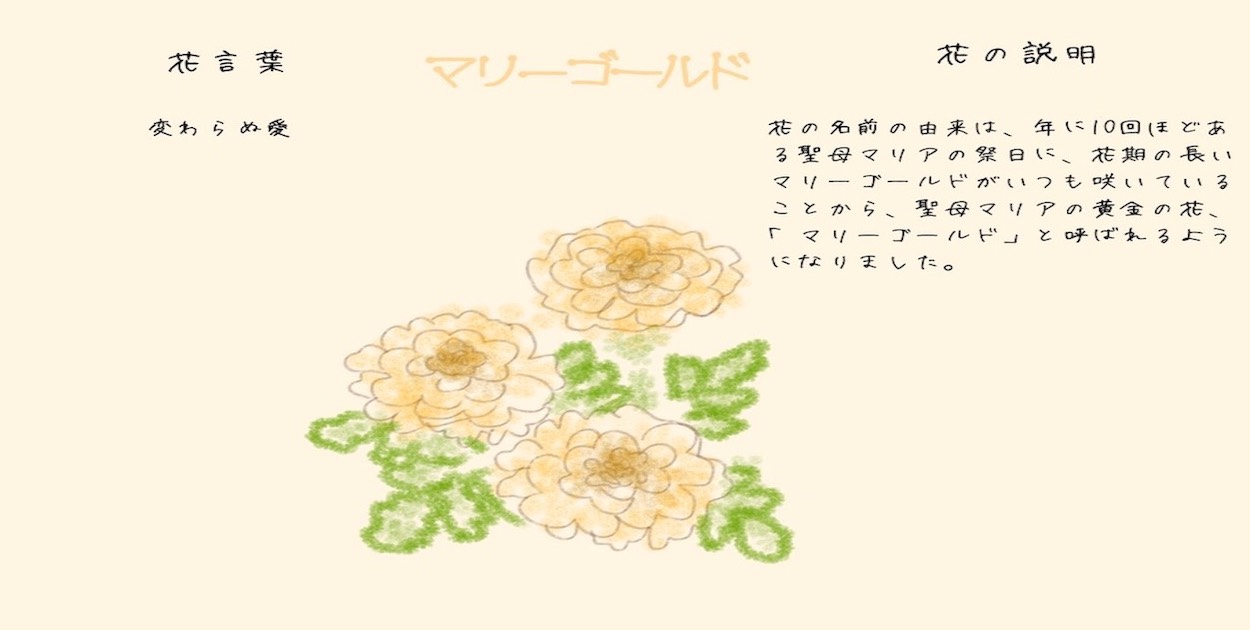 花言葉
変わらぬ愛
マリーゴールド
花の説明
花の名前の由来は、年に10回ほどあ
る聖母マリアの祭日に、花期の長い
マリーゴールドがいつも咲いている
ことから、聖母マリアの黄金の花、
「マリーゴールド」と呼ばれるよう
になりました。